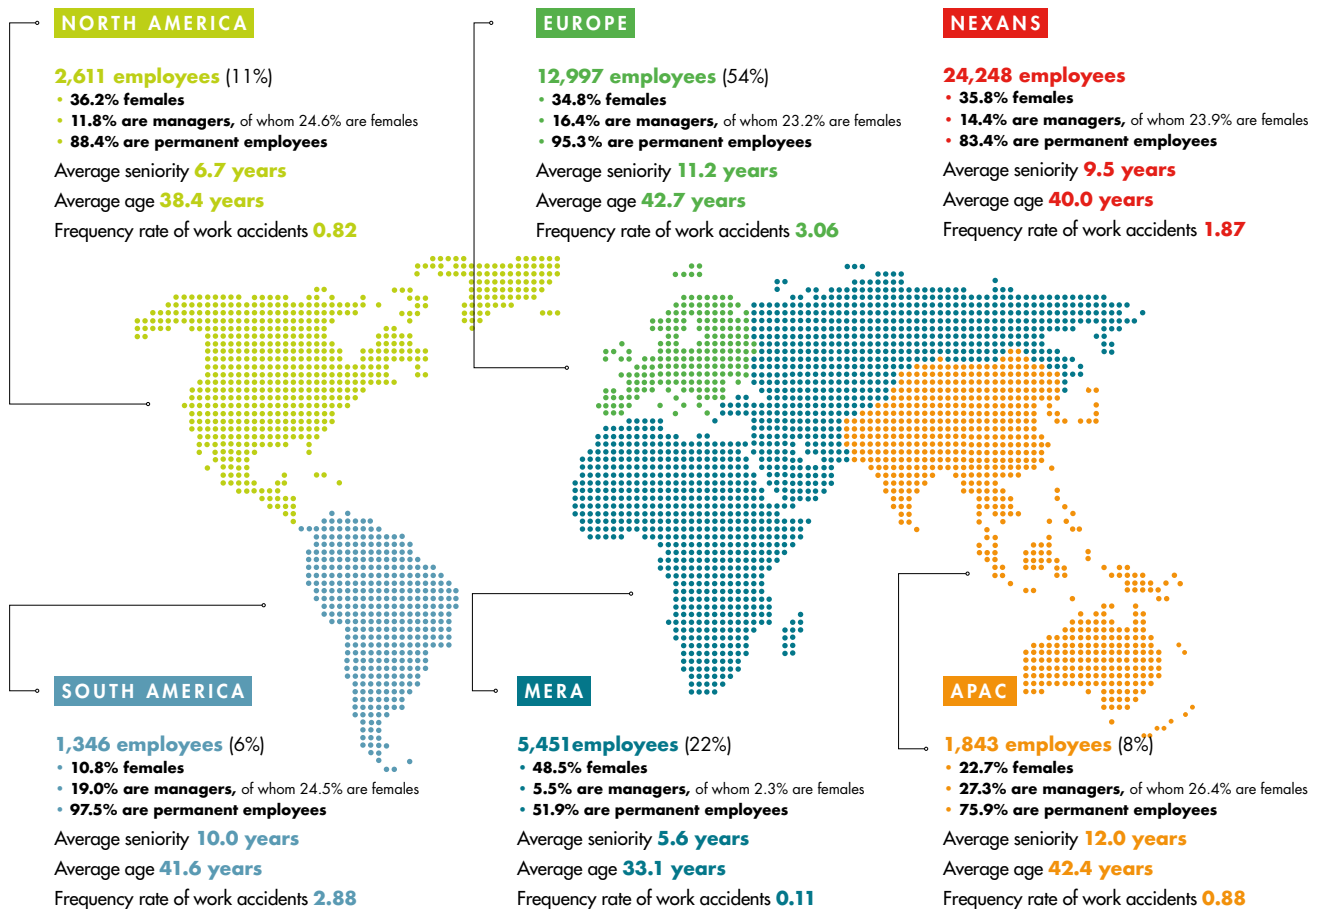 NORTH AMERICA
2,611 employees (11%)
• 36.2% females
• 11.8% are managers, of whom 24.6% are females
• 88.4% are permanent employees
Average seniority 6.7 years
Average age 38.4 years
Frequency rate of work accidents 0.82
EUROPE
12,997 employees (54%)
• 34.8% females
• 16.4% are managers, of whom 23.2% are females
• 95.3% are permanent employees
Average seniority 11.2 years
Average age 42.7 years
Frequency rate of work accidents 3.06
NEXANS
24,248 employees
• 35.8% females
• 14.4% are managers, of whom 23.9% are females
• 83.4% are permanent employees
Average seniority 9.5 years
Average age 40.0 years
Frequency rate of work accidents 1.87
SOUTH AMERICA
1,346 employees (6%)
• 10.8% females
• 19.0% are managers, of whom 24.5% are females
• 97.5% are permanent employees
Average seniority 10.0 years
Average age 41.6 years
Frequency rate of work accidents 2.88
MERA
5,451employees (22%)
• 48.5% females
• 5.5% are managers, of whom 2.3% are females
• 51.9% are permanent employees
Average seniority 5.6 years
Average age 33.1 years
Frequency rate of work accidents 0.11
APAC
1,843 employees (8%)
• 22.7% females
• 27.3% are managers, of whom 26.4% are females
• 75.9% are permanent employees
Average seniority 12.0 years
Average age 42.4 years
Frequency rate of work accidents 0.88